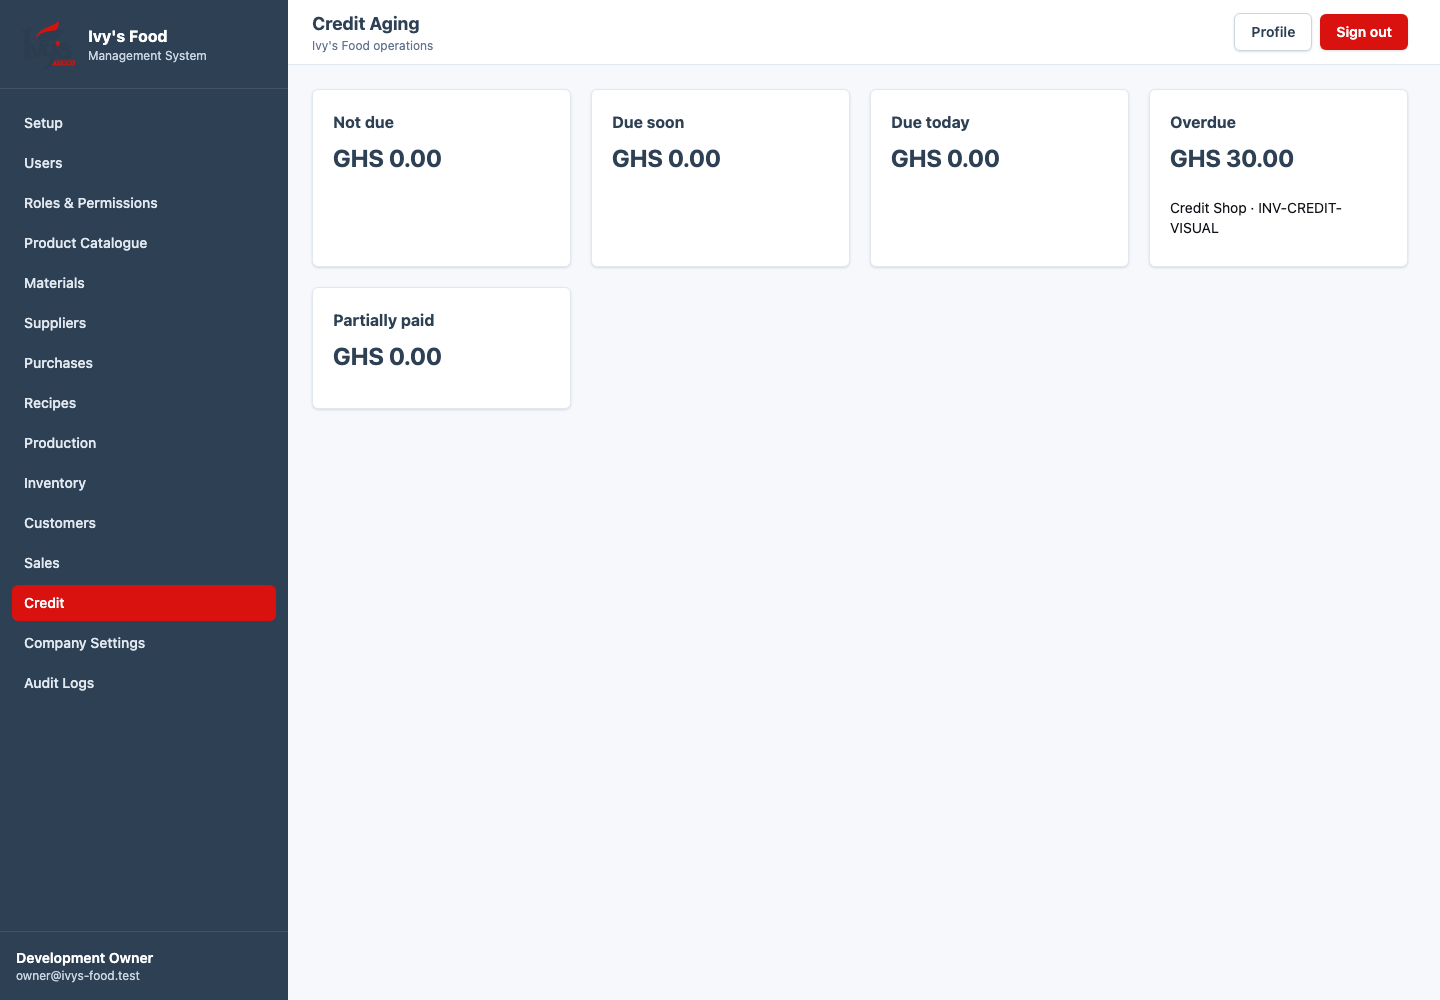 Ivy's Food
Management System
Setup
Users
Roles & Permissions
Product Catalogue
Materials
Suppliers
Purchases
Recipes
Production
Inventory
Customers
Sales
Credit
Company Settings
Audit Logs
Development Owner
owner@ivys-food.test
Credit Aging
Ivy's Food operations
Profile
Sign out
Not due
GHS 0.00
Due soon
GHS 0.00
Due today
GHS 0.00
Overdue
GHS 30.00
Credit Shop · INV-CREDIT-
VISUAL
Partially paid
GHS 0.00